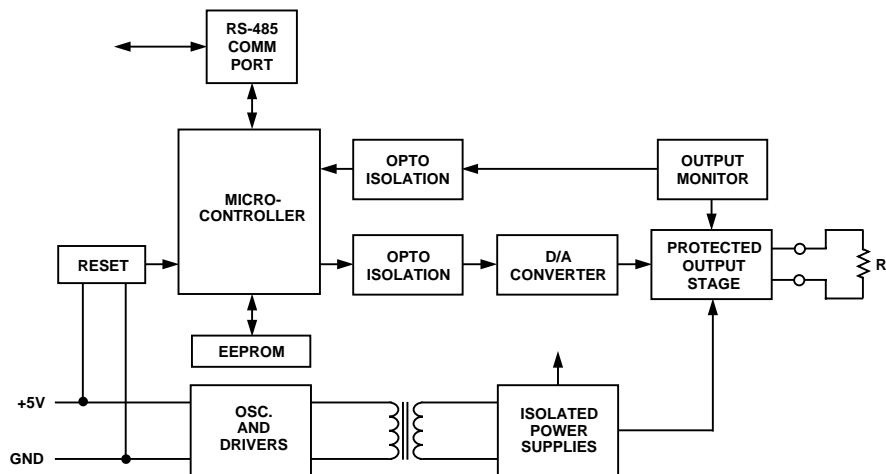 RS-485
COMM
PORT
MICRO-
CONTROLLER
OPTO
ISOLATION
OUTPUT
MONITOR
RESET
OPTO
ISOLATION
D/A
CONVERTER
PROTECTED
OUTPUT
STAGE
R
EEPROM
+5V
GND
OSC.
AND
DRIVERS
ISOLATED
POWER
SUPPLIES